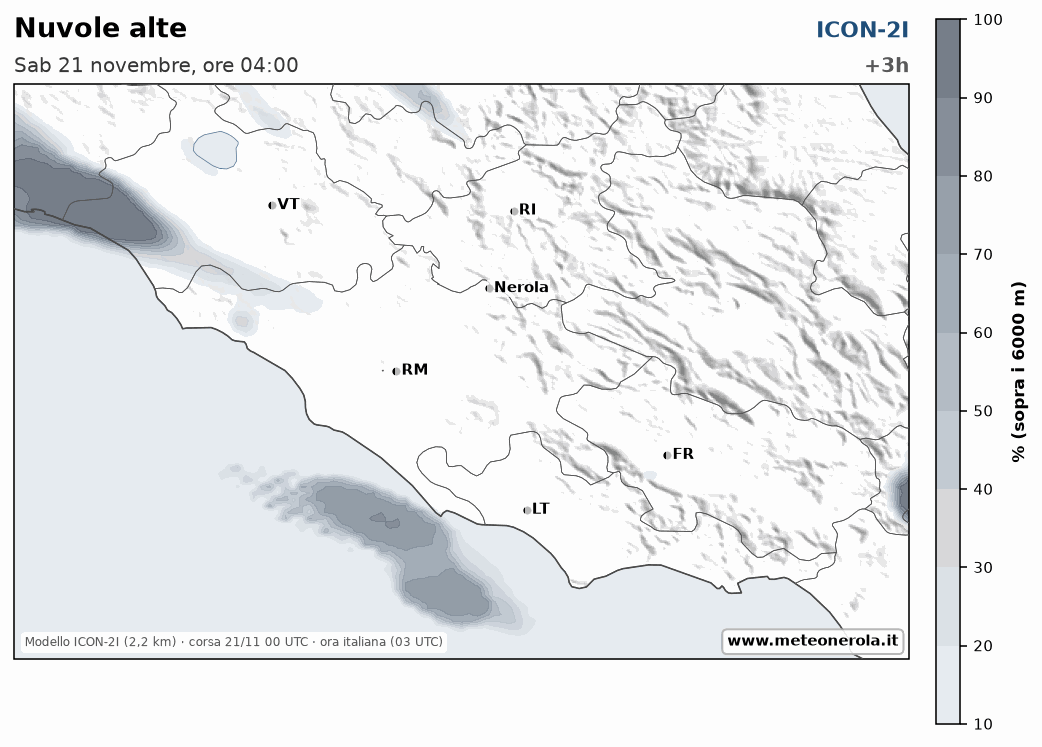 Nuvole alte
ICON-2I
Sab 21 novembre, ore 04:00
+3h
100
90
80
70
60
50
40
30
20
10
% (sopra i 6000 m)
VT
RI
Nerola
RM
FR
LT
Modello ICON-2I (2,2 km) · corsa 21/11 00 UTC · ora italiana (03 UTC)
www.meteonerola.it